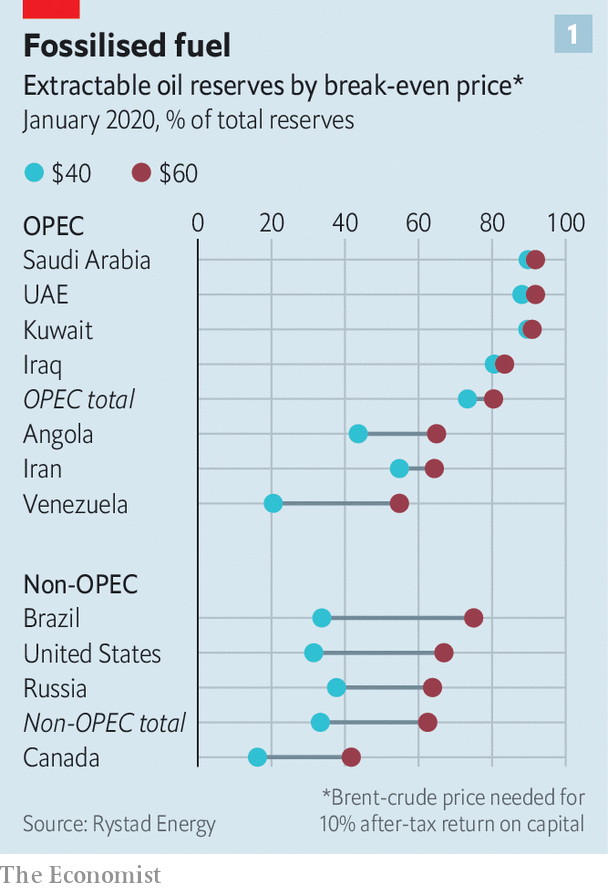 Fossilised fuel
1
Extractable oil reserves by break-even price*
January 2020, % of total reserves
$40 $60
OPEC 0 20 40 60 80 100
Saudi Arabia
UAE
Kuwait
Iraq
OPEC total
Angola
Iran
Venezuela
Non-OPEC
Brazil
United States
Russia
Non-OPEC total
Canada
*Brent-crude price needed for
10% after-tax return on capital
Source: Rystad Energy
The Economist